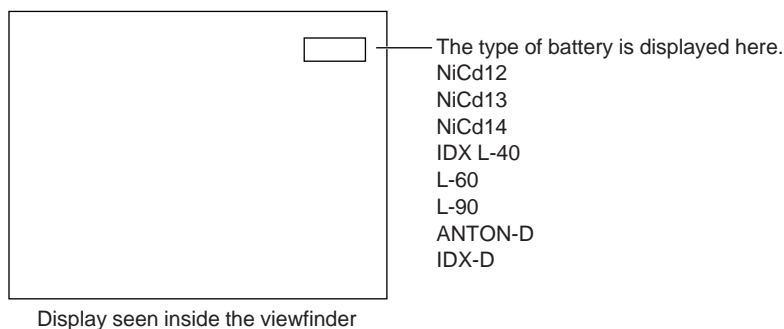 The type of battery is displayed here.
NiCd12
NiCd13
NiCd14
IDX L-40
L-60
L-90
ANTON-D
IDX-D
Display seen inside the viewfinder